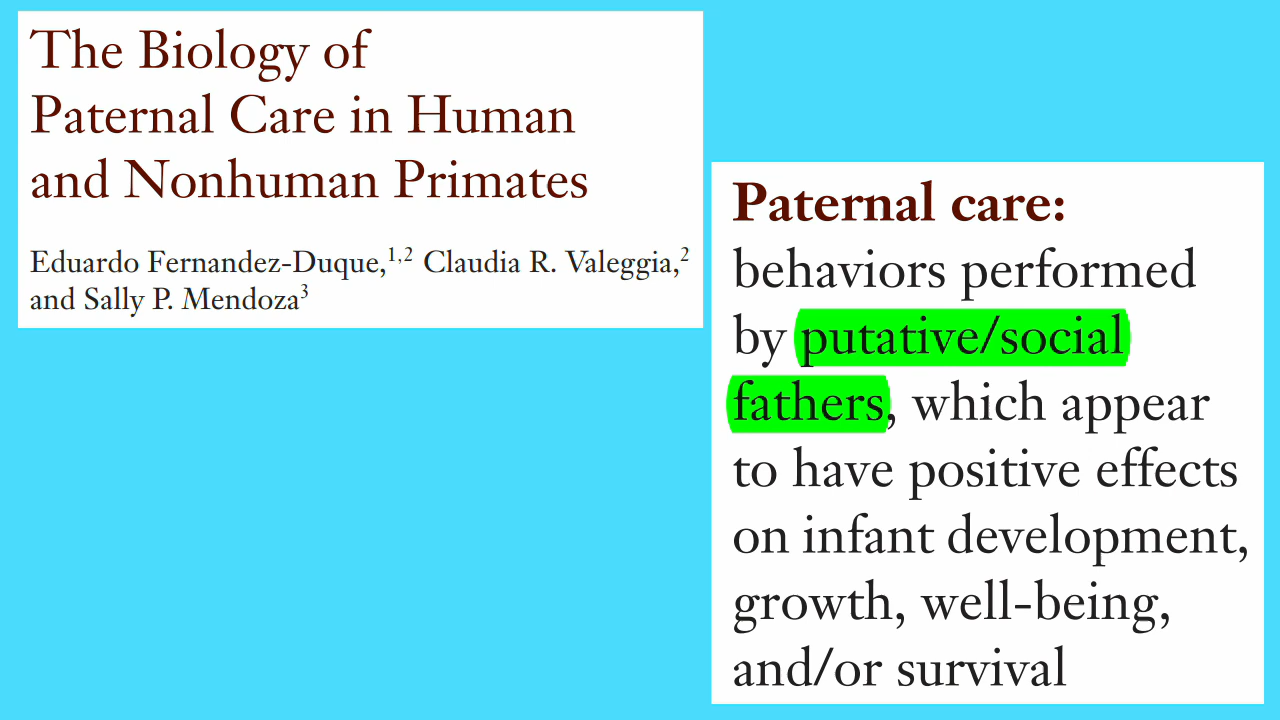 The Biology of
Paternal Care in Human
and Nonhuman Primates
Eduardo Fernandez-Duque,1,2 Claudia R. Valeggia,2
and Sally P. Mendoza3
Paternal care:
behaviors performed
by putative/social
fathers, which appear
to have positive effects
on infant development,
growth, well-being,
and/or survival